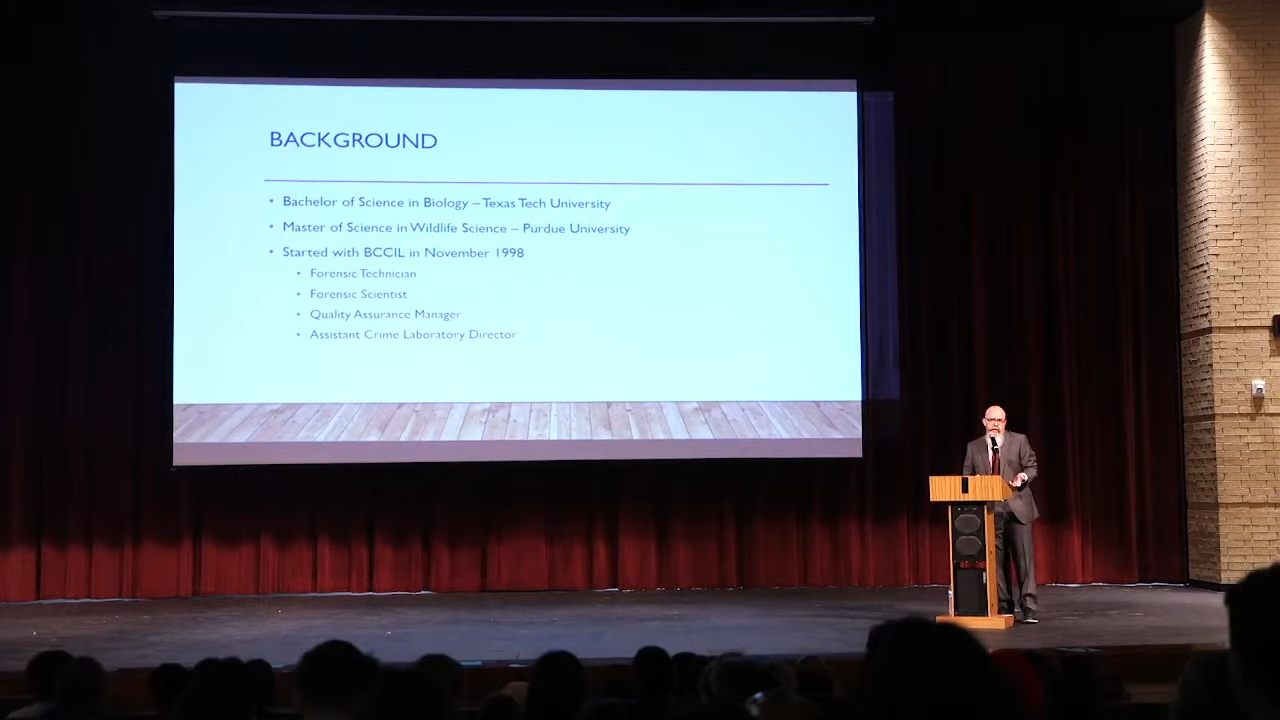 BACKGROUND
• Bachelor of Science in Biology – Texas Tech University
• Master of Science in Wildlife Science – Purdue University
• Started with BCCIL in November 1998
• Forensic Technician
• Forensic Scientist
• Quality Assurance Manager
• Assistant Crime Laboratory Director